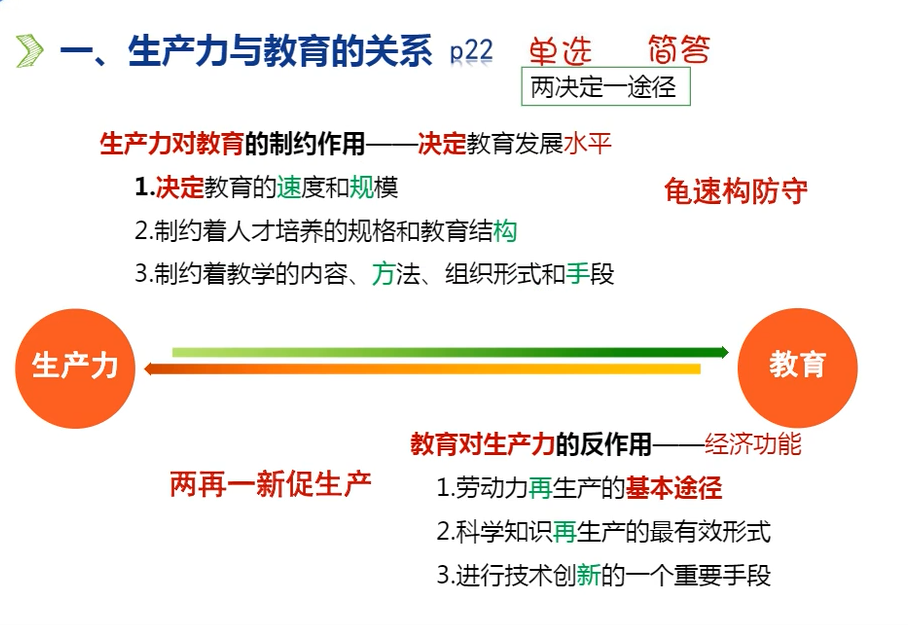 一、生产力与教育的关系 p22 单选 简答
两决定一途径
生产力对教育的制约作用——决定教育发展水平
1.决定教育的速度和规模
龟速构防守
2.制约着人才培养的规格和教育结构
3.制约着教学的内容、方法、组织形式和手段
生产力
教育
教育对生产力的反作用——经济功能
两再一新促生产
1.劳动力再生产的基本途径
2.科学知识再生产的最有效形式
3.进行技术创新的一个重要手段